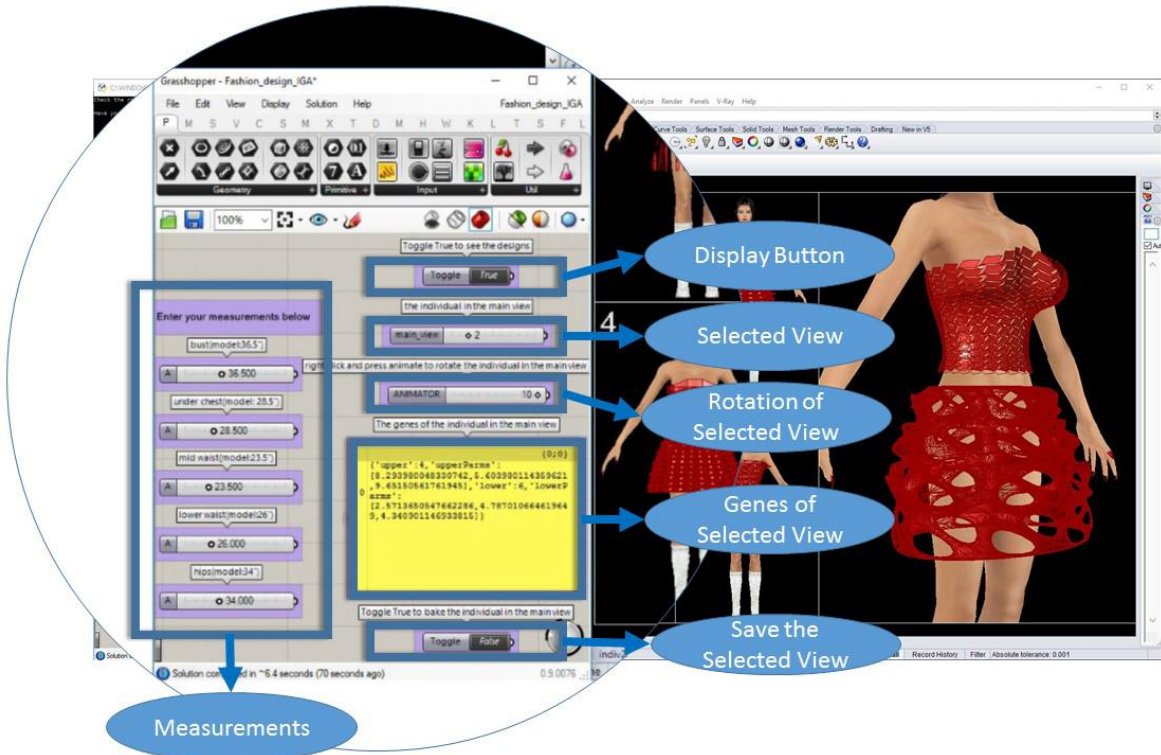 Grasshopper - Fashion_design_IGA*
File Edit View Display Solution Help
Fashion_design_IGA
P M S V C S M X T D M H W K L T S F L
Geometry
Primitive
Input
Util
100%
Toggle True to see the designs
Toggle True
the individual in the main view
main_view 2
right click and press animate to rotate the individual in the main view
ANIMATOR 10
The genes of the individual in the main view
{0;0}
0
{'upper':4,'upperParms':
[8.293980048330742,5.603980114359621
,9.651505617619​45],'lower':6,'lowerP
arms':
[2.5713650547662286,4.78701066461964
9,4.340901146933815]}
Toggle True to bake the individual in the main view
Toggle False
Enter your measurements below
bust(model:36.5")
A 36.500
under chest(model: 28.5")
A 28.500
mid waist(model:23.5")
A 23.500
lower waist(model:26")
A 26.000
hips(model:34")
A 34.000
Solution completed in ~6.4 seconds (70 seconds ago)
0.9.0076
Analyze Render Panels V-Ray Help
Curve Tools Surface Tools Solid Tools Mesh Tools Render Tools Drafting New in V5
4
Record History Filter Absolute tolerance: 0.001
Display Button
Selected View
Rotation of
Selected View
Genes of
Selected View
Save the
Selected View
Measurements